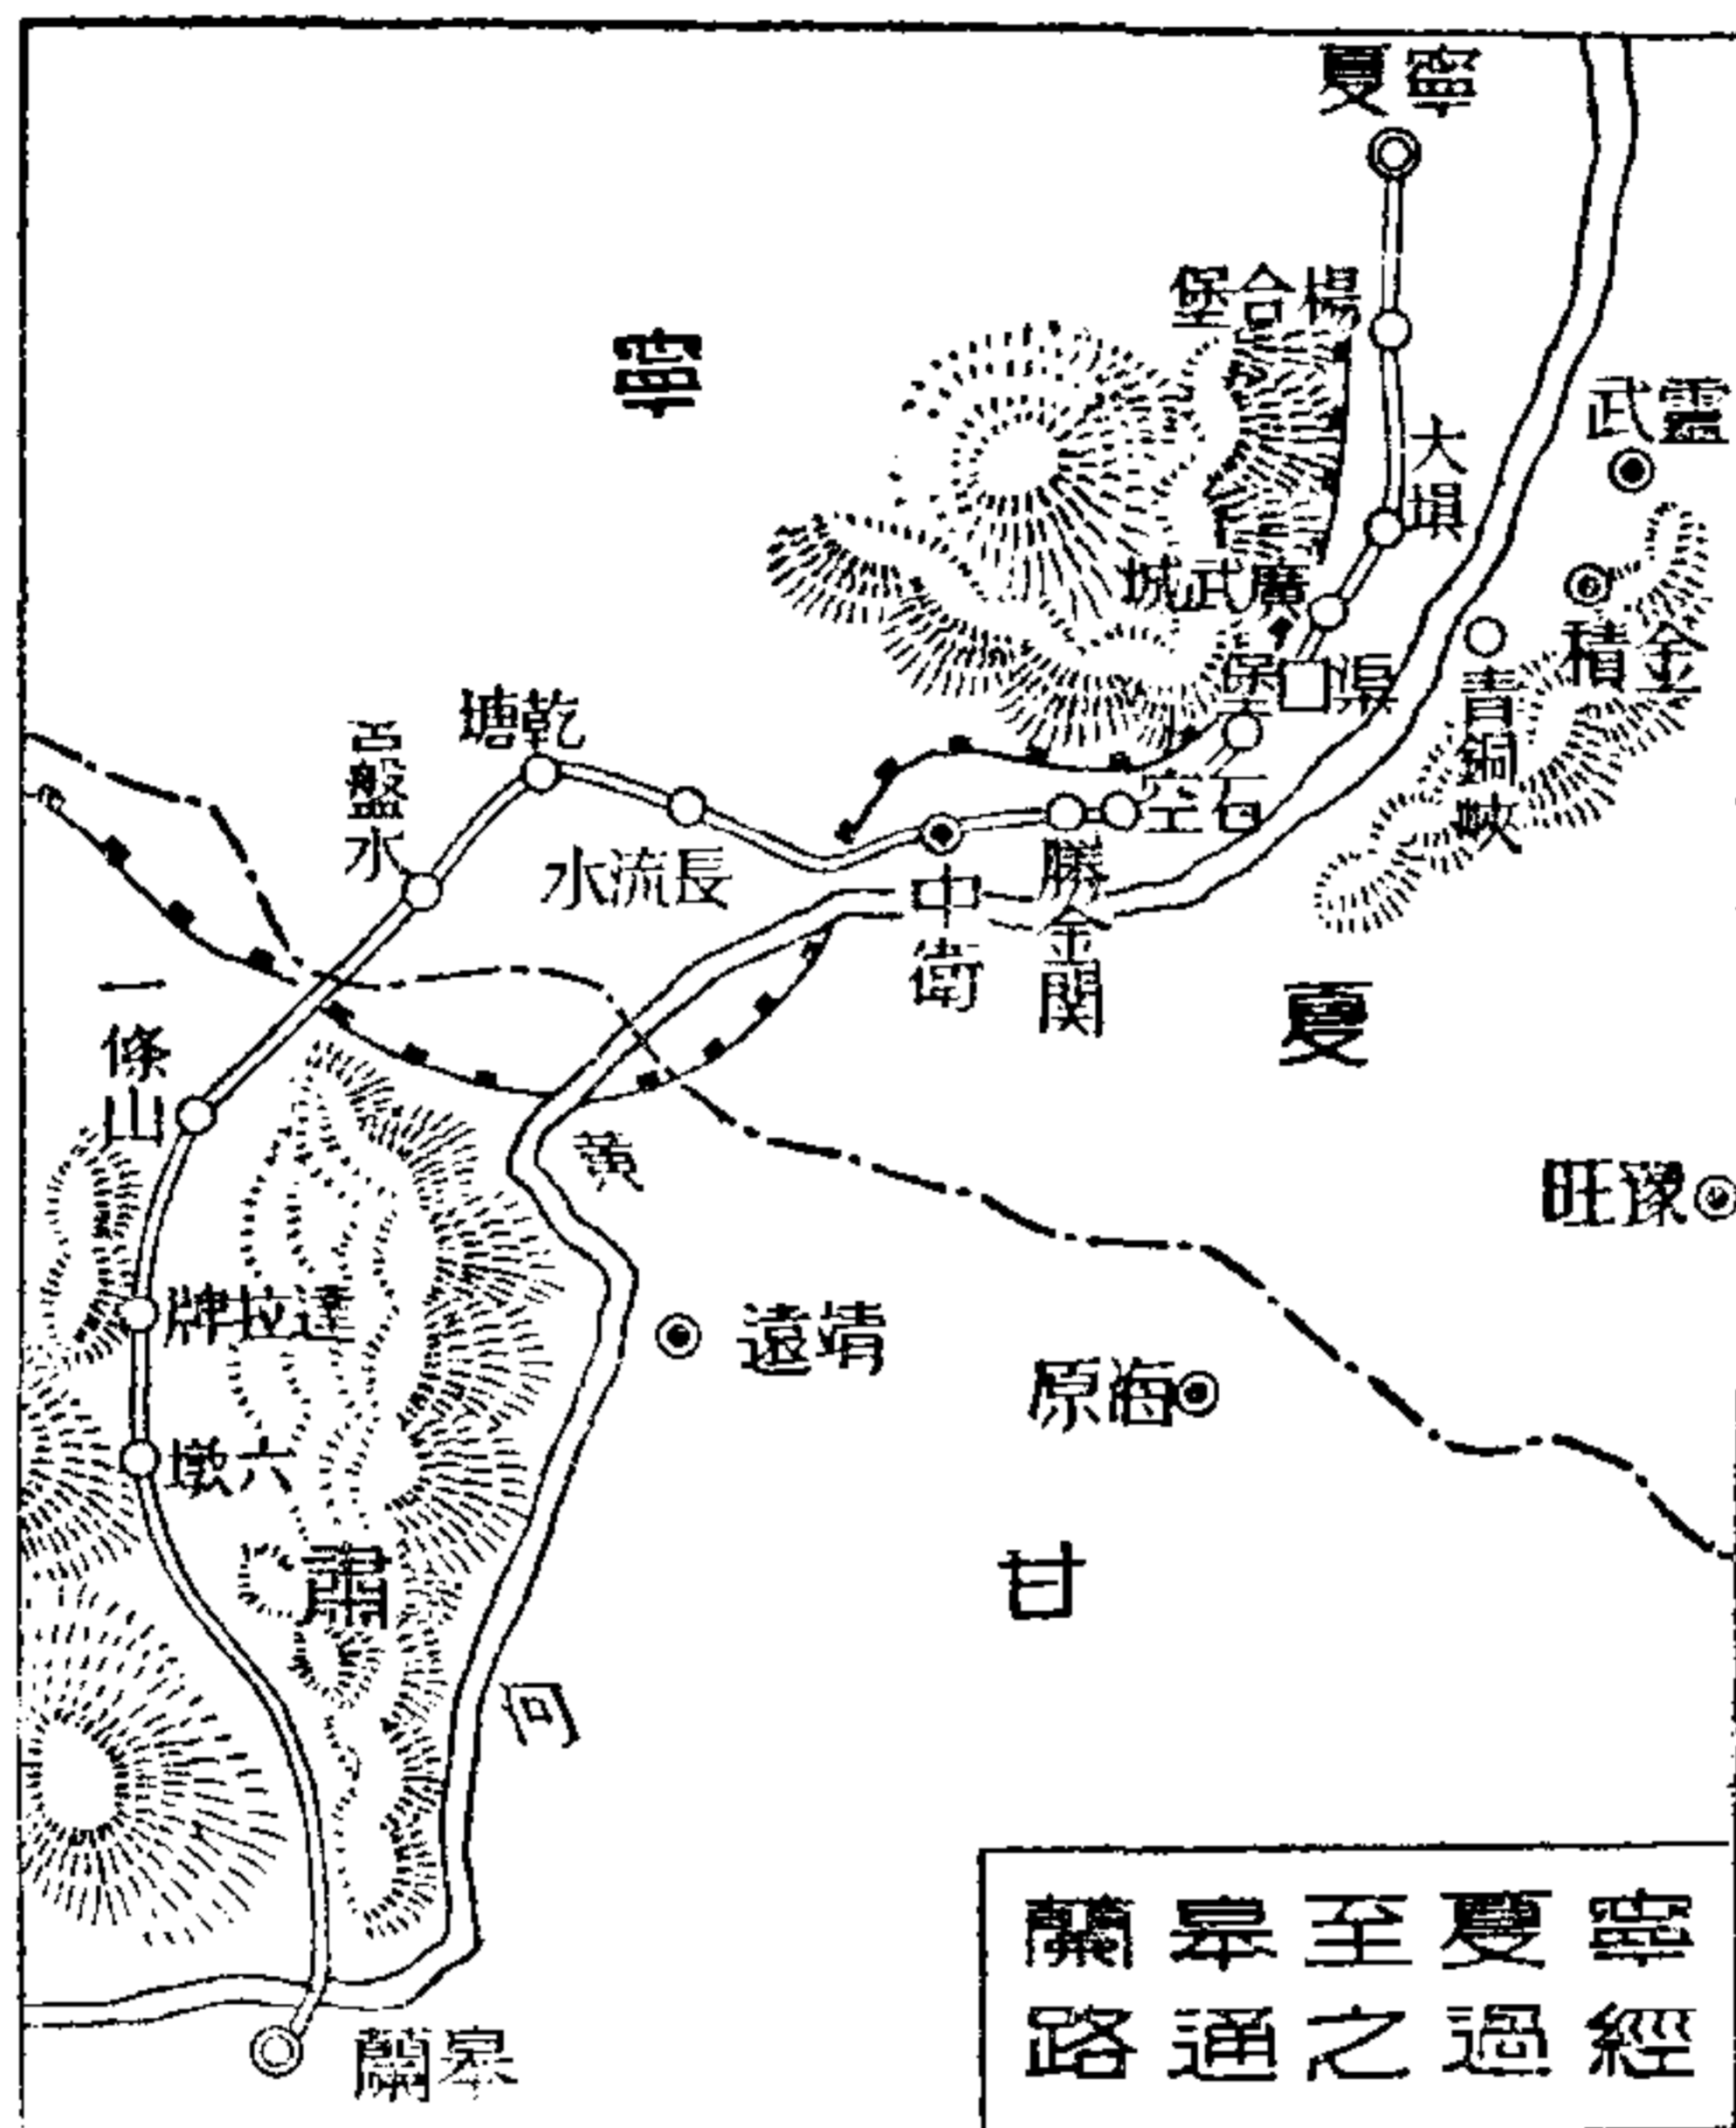 寧夏至皋蘭
經過之通路
寧夏
楊合堡
大壩
廣武城
渠口堡
石空
勝金關
中衛
長流水
乾塘
一條山
達拉牌
六墩
皋蘭
靈武
金積
青銅峽
豫旺
海原
靖遠
黃河
寧夏
甘肅